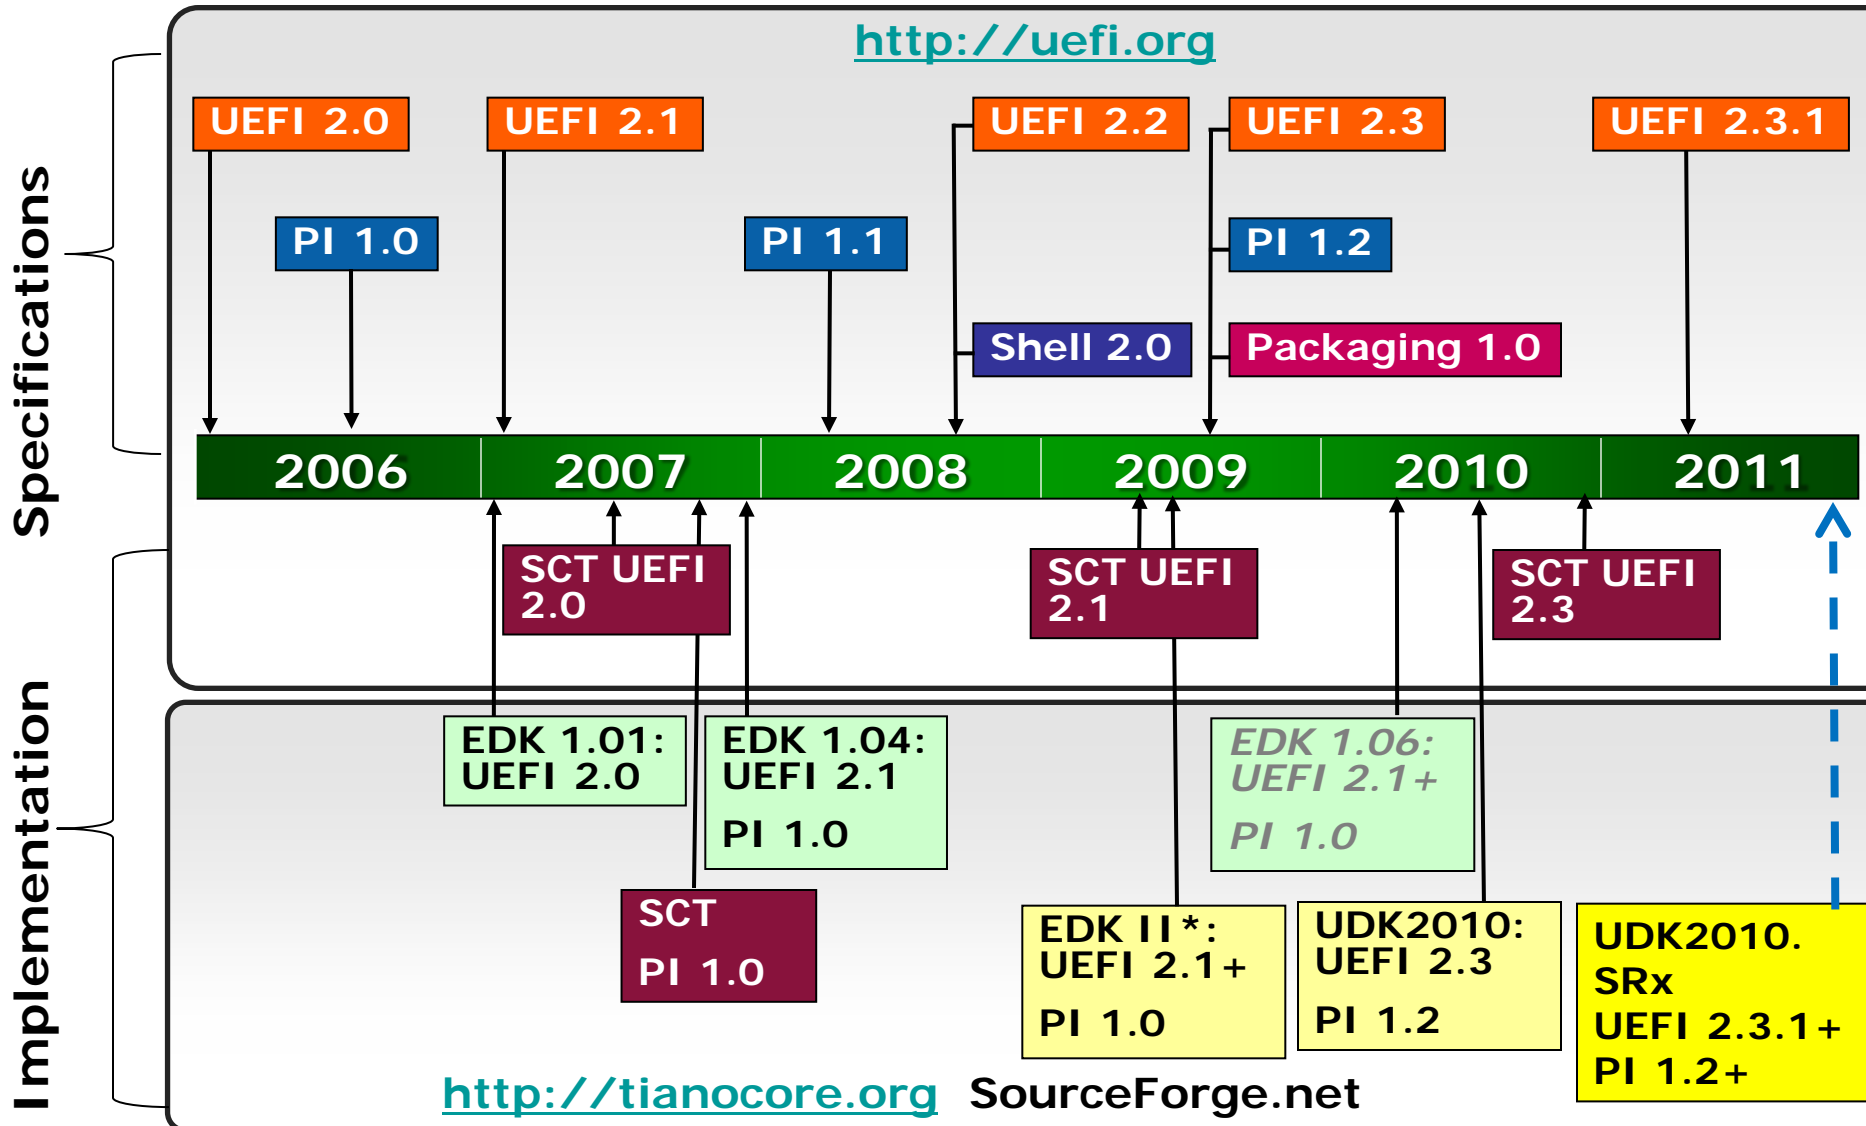 http://uefi.org
UEFI 2.0
UEFI 2.1
UEFI 2.2
UEFI 2.3
UEFI 2.3.1
PI 1.0
PI 1.1
PI 1.2
Shell 2.0
Packaging 1.0
Specifications
2006
2007
2008
2009
2010
2011
SCT UEFI
2.0
SCT UEFI
2.1
SCT UEFI
2.3
Implementation
EDK 1.01:
UEFI 2.0
EDK 1.04:
UEFI 2.1
PI 1.0
EDK 1.06:
UEFI 2.1+
PI 1.0
SCT
PI 1.0
EDK II*:
UEFI 2.1+
PI 1.0
UDK2010:
UEFI 2.3
PI 1.2
UDK2010.
SRx
UEFI 2.3.1+
PI 1.2+
http://tianocore.org SourceForge.net